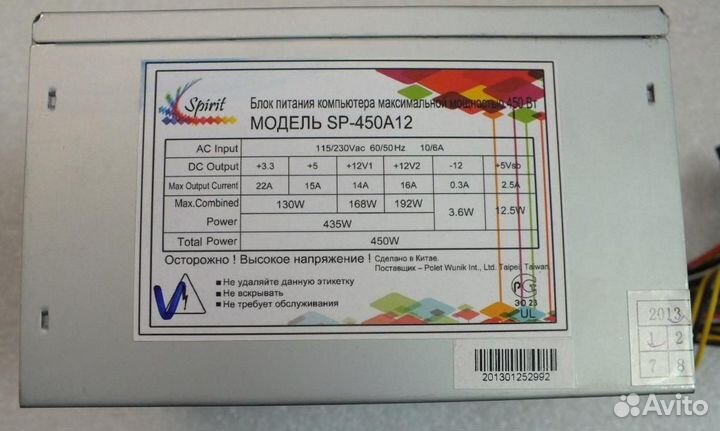 Spirit
Блок питания компьютера максимальной мощностью 450 Вт
МОДЕЛЬ SP-450A12
AC Input 115/230Vac 60/50Hz 10/6A
DC Output +3.3 +5 +12V1 +12V2 -12 +5Vsb
Max Output Current 22A 15A 14A 16A 0.3A 2.5A
Max.Combined Power 130W 168W 192W 3.6W 12.5W
435W
Total Power 450W
Осторожно ! Высокое напряжение ! Сделано в Китае.
Поставщик – Polet Wunik Int., Ltd. Taipei, Taiwan.
Не удаляйте данную этикетку
Не вскрывать
Не требует обслуживания
ЗО 23
UL
201301252992
2013
1 2
7 8
Avito